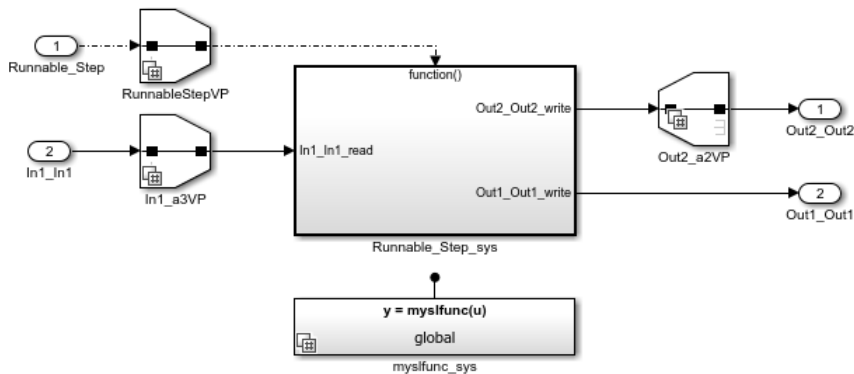 1
Runnable_Step
RunnableStepVP
function()
Out2_Out2_write
1
Out2_Out2
Out2_a2VP
2
In1_In1
In1_a3VP
In1_In1_read
Out1_Out1_write
2
Out1_Out1
Runnable_Step_sys
y = myslfunc(u)
global
myslfunc_sys